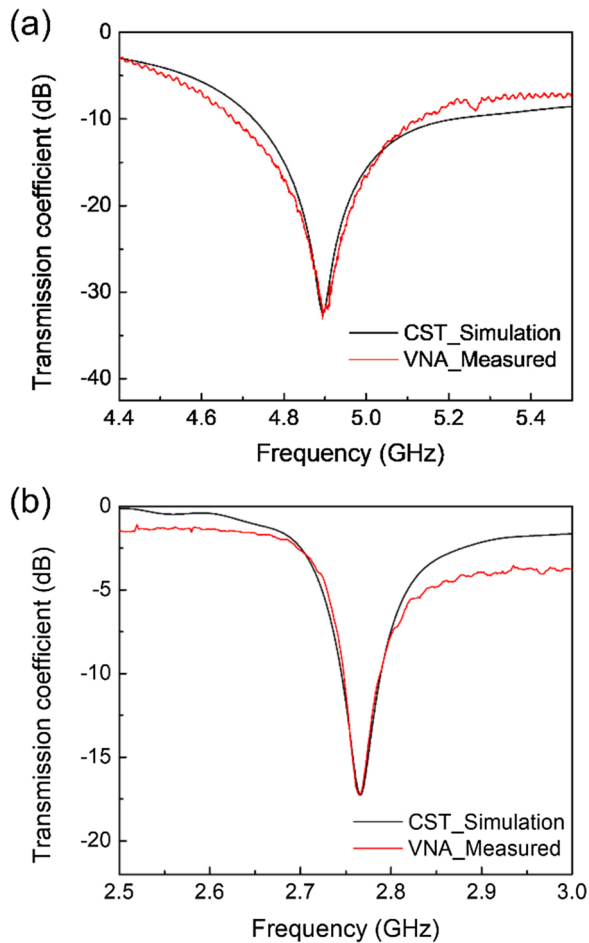 (a)
0
-10
-20
-30
-40
Transmission coefficient (dB)
CST_Simulation
VNA_Measured
4.4 4.6 4.8 5.0 5.2 5.4
Frequency (GHz)
(b)
0
-5
-10
-15
-20
Transmission coefficient (dB)
CST_Simulation
VNA_Measured
2.5 2.6 2.7 2.8 2.9 3.0
Frequency (GHz)